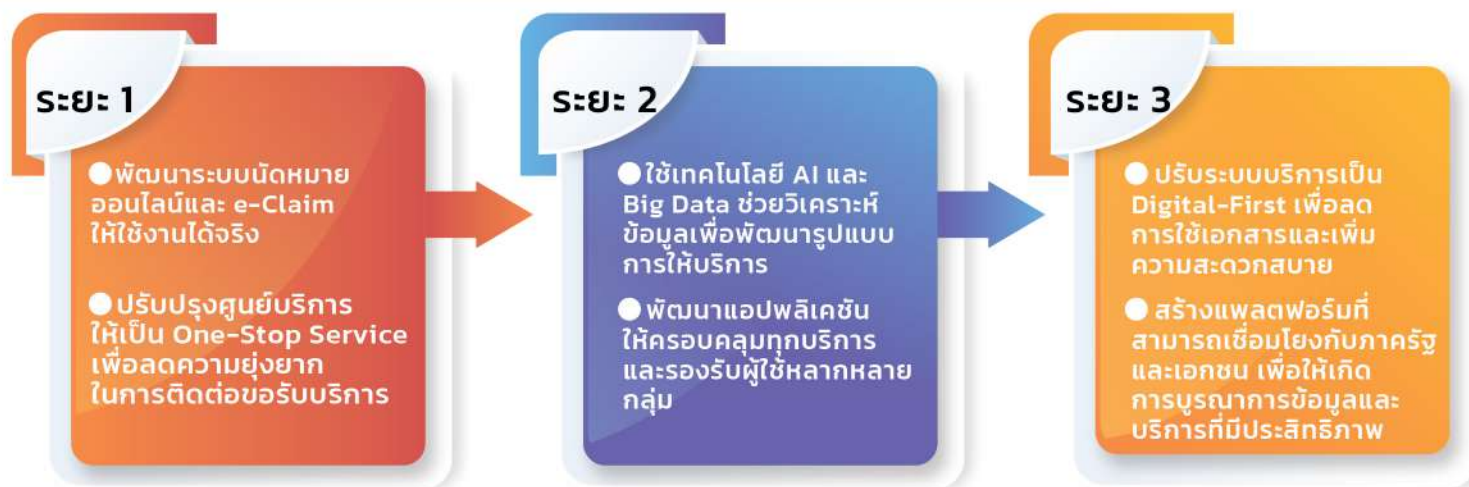 ระยะ 1
●พัฒนาระบบนัดหมาย
ออนไลน์และ e-Claim
ให้ใช้งานได้จริง
●ปรับปรุงศูนย์บริการ
ให้เป็น One-Stop Service
เพื่อลดความยุ่งยาก
ในการติดต่อขอรับบริการ
ระยะ 2
●ใช้เทคโนโลยี AI และ
Big Data ช่วยวิเคราะห์
ข้อมูลเพื่อพัฒนารูปแบบ
การให้บริการ
●พัฒนาแอปพลิเคชัน
ให้ครอบคลุมทุกบริการ
และรองรับผู้ใช้หลากหลาย
กลุ่ม
ระยะ 3
● ปรับระบบบริการเป็น
Digital-First เพื่อลด
การใช้เอกสารและเพิ่ม
ความสะดวกสบาย
● สร้างแพลตฟอร์มที่
สามารถเชื่อมโยงกับภาครัฐ
และเอกชน เพื่อให้เกิด
การบูรณาการข้อมูลและ
บริการที่มีประสิทธิภาพ